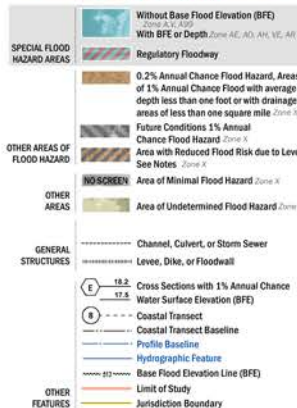 Without Base Flood Elevation (BFE)
Zone A,V, A99
With BFE or Depth Zone AE, AO, AH, VE, AR
SPECIAL FLOOD
HAZARD AREAS
Regulatory Floodway
0.2% Annual Chance Flood Hazard, Areas
of 1% Annual Chance Flood with average
depth less than one foot or with drainage
areas of less than one square mile Zone X
Future Conditions 1% Annual
Chance Flood Hazard Zone X
OTHER AREAS OF
FLOOD HAZARD
Area with Reduced Flood Risk due to Leve
See Notes Zone X
NO SCREEN Area of Minimal Flood Hazard Zone X
OTHER
AREAS
Area of Undetermined Flood Hazard Zone
GENERAL
STRUCTURES
Channel, Culvert, or Storm Sewer
Levee, Dike, or Floodwall
E 18.2 Cross Sections with 1% Annual Chance
17.5 Water Surface Elevation (BFE)
8 Coastal Transect
Coastal Transect Baseline
Profile Baseline
Hydrographic Feature
513 Base Flood Elevation Line (BFE)
OTHER
FEATURES
Limit of Study
Jurisdiction Boundary